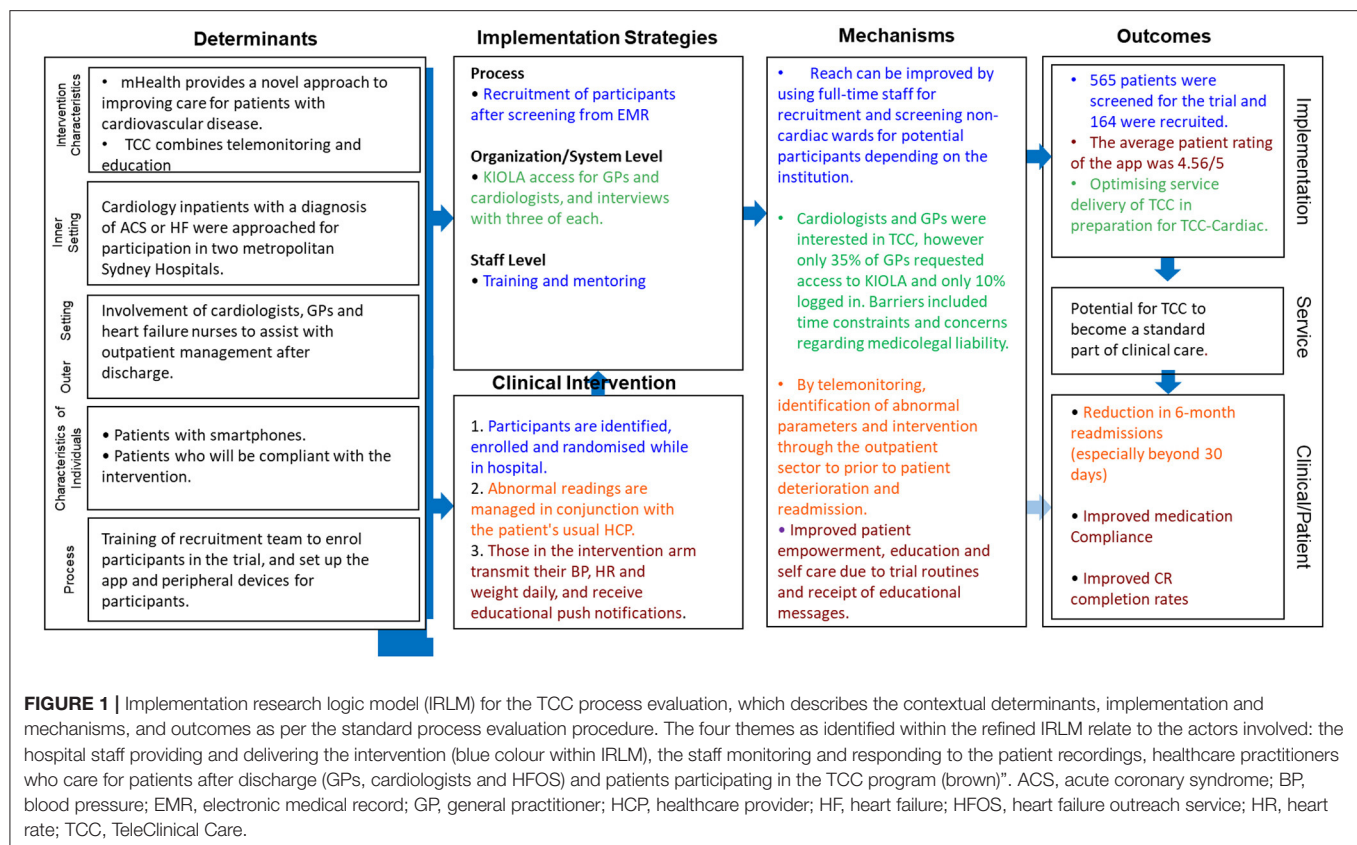 Determinants
Intervention
Characteristics
• mHealth provides a novel approach to
improving care for patients with
cardiovascular disease.
• TCC combines telemonitoring and
education
Inner
Setting
Cardiology inpatients with a diagnosis
of ACS or HF were approached for
participation in two metropolitan
Sydney Hospitals.
Outer Setting
Involvement of cardiologists, GPs and
heart failure nurses to assist with
outpatient management after
discharge.
Characteristics of
Individuals
• Patients with smartphones.
• Patients who will be compliant with the
intervention.
Process
Training of recruitment team to enrol
participants in the trial, and set up the
app and peripheral devices for
participants.
Implementation Strategies
Process
• Recruitment of participants
after screening from EMR
Organization/System Level
• KIOLA access for GPs and
cardiologists, and interviews
with three of each.
Staff Level
• Training and mentoring
Clinical Intervention
1. Participants are identified,
enrolled and randomised while
in hospital.
2. Abnormal readings are
managed in conjunction with
the patient's usual HCP.
3. Those in the intervention arm
transmit their BP, HR and
weight daily, and receive
educational push notifications.
Mechanisms
• Reach can be improved by
using full-time staff for
recruitment and screening non-
cardiac wards for potential
participants depending on the
institution.
• Cardiologists and GPs were
interested in TCC, however
only 35% of GPs requested
access to KIOLA and only 10%
logged in. Barriers included
time constraints and concerns
regarding medicolegal liability.
• By telemonitoring,
identification of abnormal
parameters and intervention
through the outpatient
sector to prior to patient
deterioration and
readmission.
• Improved patient
empowerment, education and
self care due to trial routines
and receipt of educational
messages.
Outcomes
• 565 patients were
screened for the trial and
164 were recruited.
• The average patient rating
of the app was 4.56/5
• Optimising service
delivery of TCC in
preparation for TCC-Cardiac.
Implementation
Potential for TCC to
become a standard
part of clinical care.
Service
• Reduction in 6-month
readmissions
(especially beyond 30
days)
• Improved medication
Compliance
• Improved CR
completion rates
Clinical/Patient
FIGURE 1 | Implementation research logic model (IRLM) for the TCC process evaluation, which describes the contextual determinants, implementation and
mechanisms, and outcomes as per the standard process evaluation procedure. The four themes as identified within the refined IRLM relate to the actors involved: the
hospital staff providing and delivering the intervention (blue colour within IRLM), the staff monitoring and responding to the patient recordings, healthcare practitioners
who care for patients after discharge (GPs, cardiologists and HFOS) and patients participating in the TCC program (brown)”. ACS, acute coronary syndrome; BP,
blood pressure; EMR, electronic medical record; GP, general practitioner; HCP, healthcare provider; HF, heart failure; HFOS, heart failure outreach service; HR, heart
rate; TCC, TeleClinical Care.